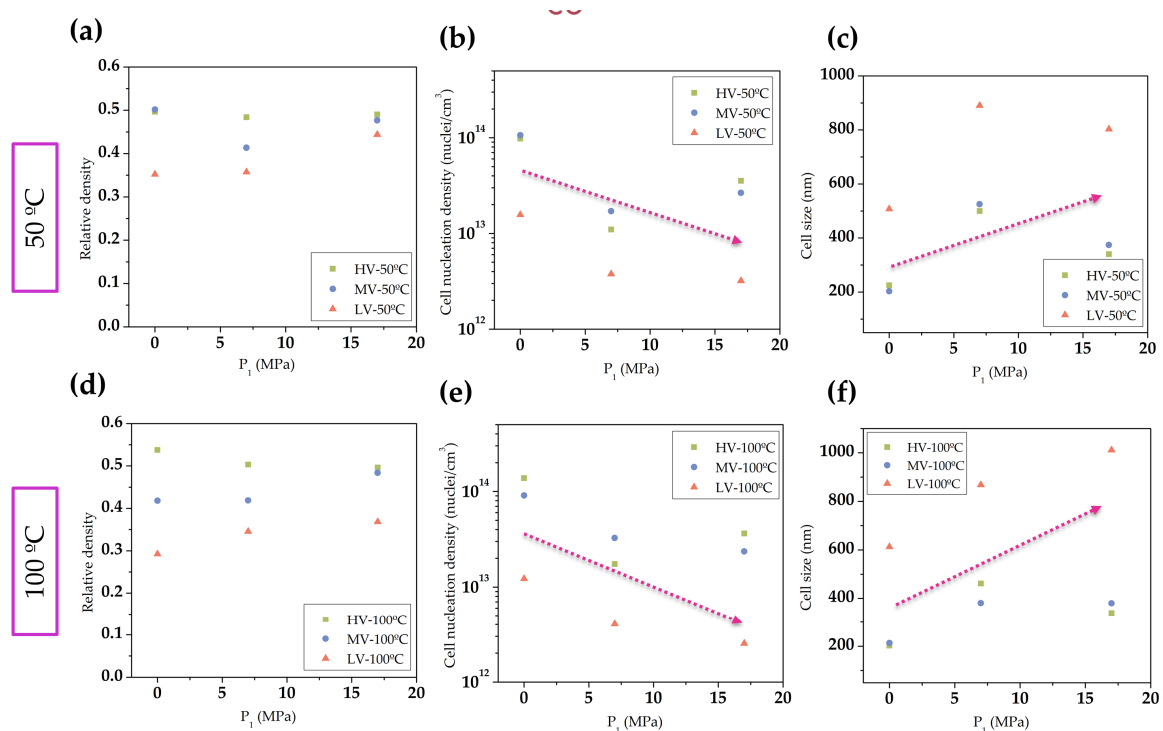 (a)
(b)
(c)
50 ºC
Relative density
0.6
0.5
0.4
0.3
0.2
0.1
0.0
HV-50ºC
MV-50ºC
LV-50ºC
0 5 10 15 20
P1 (MPa)
Cell nucleation density (nuclei/cm3)
10^14
10^13
10^12
HV-50ºC
MV-50ºC
LV-50ºC
0 5 10 15 20
P1 (MPa)
Cell size (nm)
1000
800
600
400
200
HV-50ºC
MV-50ºC
LV-50ºC
0 5 10 15 20
P1 (MPa)
(d)
(e)
(f)
100 ºC
Relative density
0.6
0.5
0.4
0.3
0.2
0.1
0.0
HV-100ºC
MV-100ºC
LV-100ºC
0 5 10 15 20
P1 (MPa)
Cell nucleation density (nuclei/cm3)
10^14
10^13
10^12
HV-100ºC
MV-100ºC
LV-100ºC
0 5 10 15 20
P1 (MPa)
Cell size (nm)
1000
800
600
400
200
HV-100ºC
MV-100ºC
LV-100ºC
0 5 10 15 20
P1 (MPa)